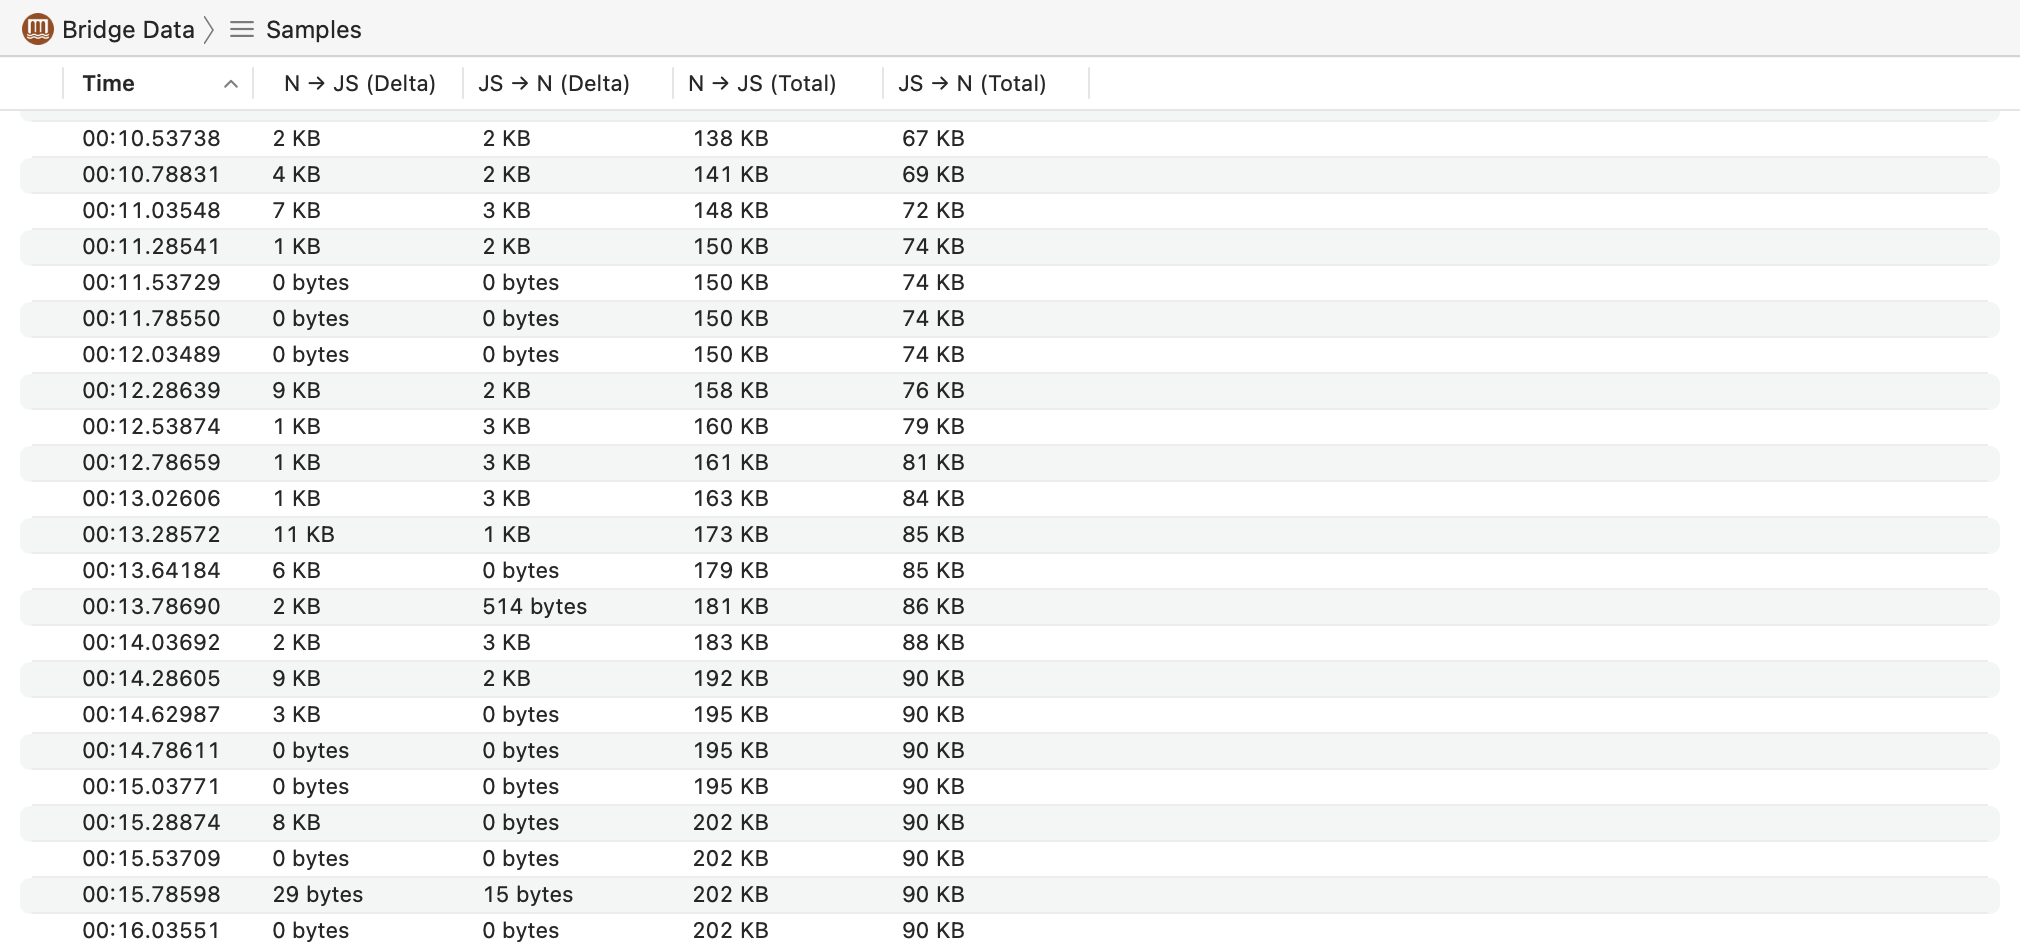 Bridge Data Samples
Time N → JS (Delta) JS → N (Delta) N → JS (Total) JS → N (Total)
00:10.53738 2 KB 2 KB 138 KB 67 KB
00:10.78831 4 KB 2 KB 141 KB 69 KB
00:11.03548 7 KB 3 KB 148 KB 72 KB
00:11.28541 1 KB 2 KB 150 KB 74 KB
00:11.53729 0 bytes 0 bytes 150 KB 74 KB
00:11.78550 0 bytes 0 bytes 150 KB 74 KB
00:12.03489 0 bytes 0 bytes 150 KB 74 KB
00:12.28639 9 KB 2 KB 158 KB 76 KB
00:12.53874 1 KB 3 KB 160 KB 79 KB
00:12.78659 1 KB 3 KB 161 KB 81 KB
00:13.02606 1 KB 3 KB 163 KB 84 KB
00:13.28572 11 KB 1 KB 173 KB 85 KB
00:13.64184 6 KB 0 bytes 179 KB 85 KB
00:13.78690 2 KB 514 bytes 181 KB 86 KB
00:14.03692 2 KB 3 KB 183 KB 88 KB
00:14.28605 9 KB 2 KB 192 KB 90 KB
00:14.62987 3 KB 0 bytes 195 KB 90 KB
00:14.78611 0 bytes 0 bytes 195 KB 90 KB
00:15.03771 0 bytes 0 bytes 195 KB 90 KB
00:15.28874 8 KB 0 bytes 202 KB 90 KB
00:15.53709 0 bytes 0 bytes 202 KB 90 KB
00:15.78598 29 bytes 15 bytes 202 KB 90 KB
00:16.03551 0 bytes 0 bytes 202 KB 90 KB